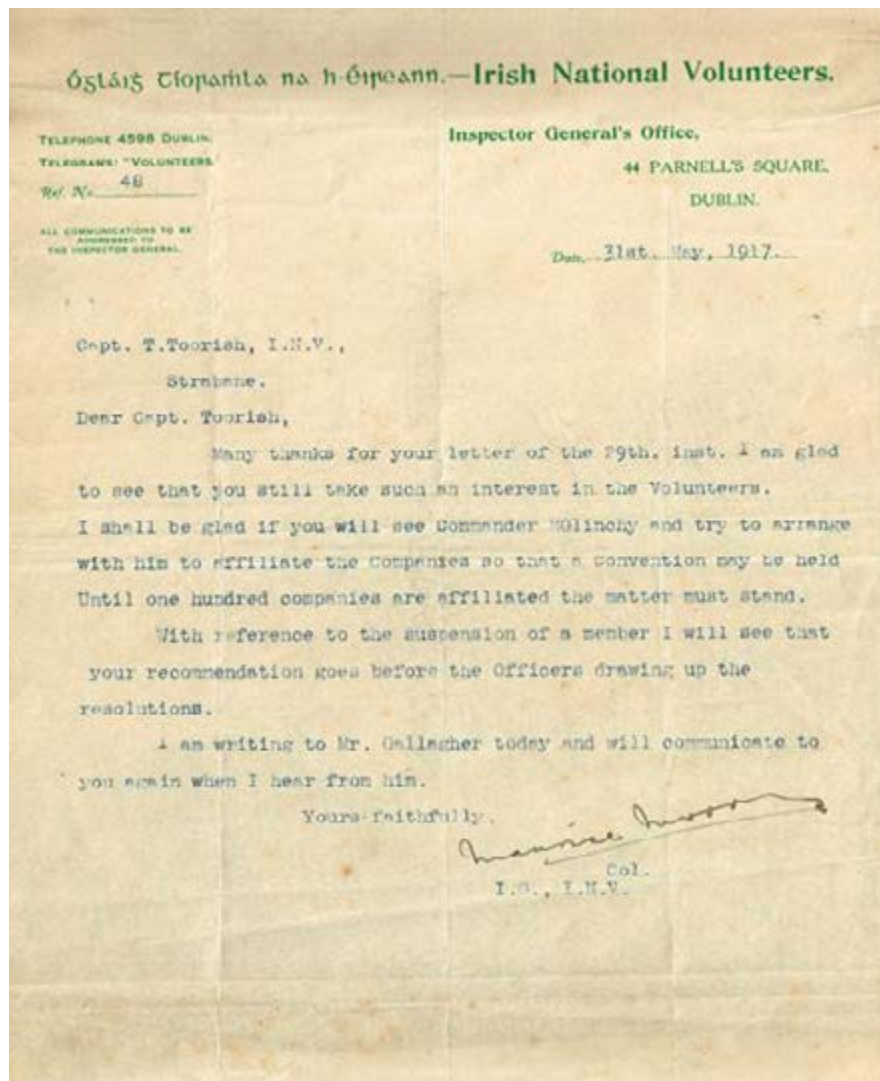 Óglaiġ Tíoramla na h-Éireann.—Irish National Volunteers.
TELEPHONE 4598 DUBLIN.
TELEGRAMS: "VOLUNTEERS.
Ref. No. 48
ALL COMMUNICATIONS TO BE
ADDRESSED TO
THE INSPECTOR GENERAL.
Inspector General's Office,
44 PARNELL'S SQUARE,
DUBLIN.
Date, 31st. May, 1917.
Capt. T.Toorish, I.N.V.,
Strabane.
Dear Capt. Toorish,
Many thanks for your letter of the 29th. inst. I am glad
to see that you still take such an interest in the Volunteers.
I shall be glad if you will see Commander MGlinchy and try to arrange
with him to affiliate the Companies so that a Convention may be held
Until one hundred companies are affiliated the matter must stand.
With reference to the suspension of a member I will see that
your recommendation goes before the Officers drawing up the
resolutions.
I am writing to Mr. Gallagher today and will communicate to
you again when I hear from him.
Yours faithfully.
Maurice Moore
Col.
I.G., I.N.V.